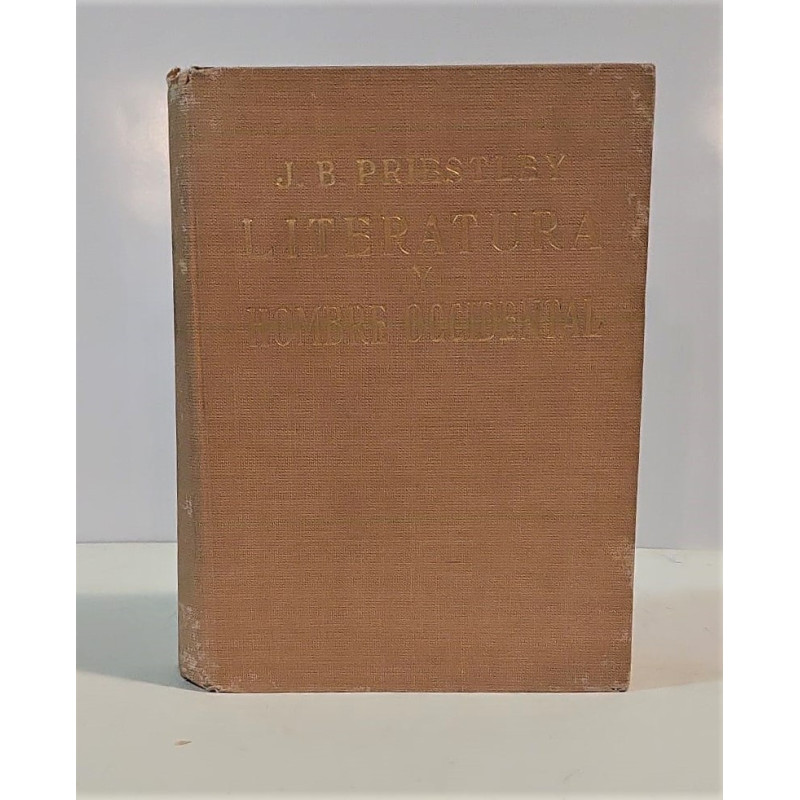 J. B. PRIESTLEY
LITERATURA
Y
HOMBRE OCCIDENTAL